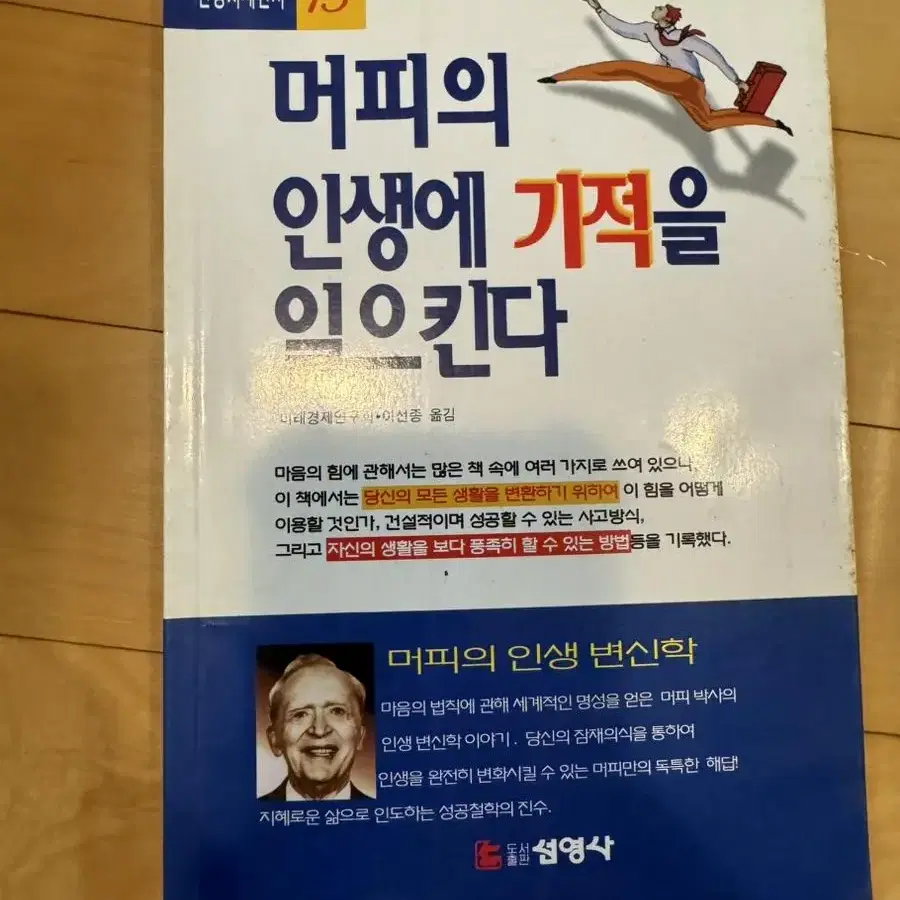 15
머피의
인생에 기적을
일으킨다
미래경제연구회•이선종 옮김
마음의 힘에 관해서는 많은 책 속에 여러 가지로 쓰여 있으나,
이 책에서는 당신의 모든 생활을 변환하기 위하여 이 힘을 어떻게
이용할 것인가, 건설적이며 성공할 수 있는 사고방식,
그리고 자신의 생활을 보다 풍족히 할 수 있는 방법등을 기록했다.
머피의 인생 변신학
마음의 법칙에 관해 세계적인 명성을 얻은 머피 박사의
인생 변신학 이야기. 당신의 잠재의식을 통하여
인생을 완전히 변화시킬 수 있는 머피만의 독특한 해답!
지혜로운 삶으로 인도하는 성공철학의 진수.
도서출판 선영사